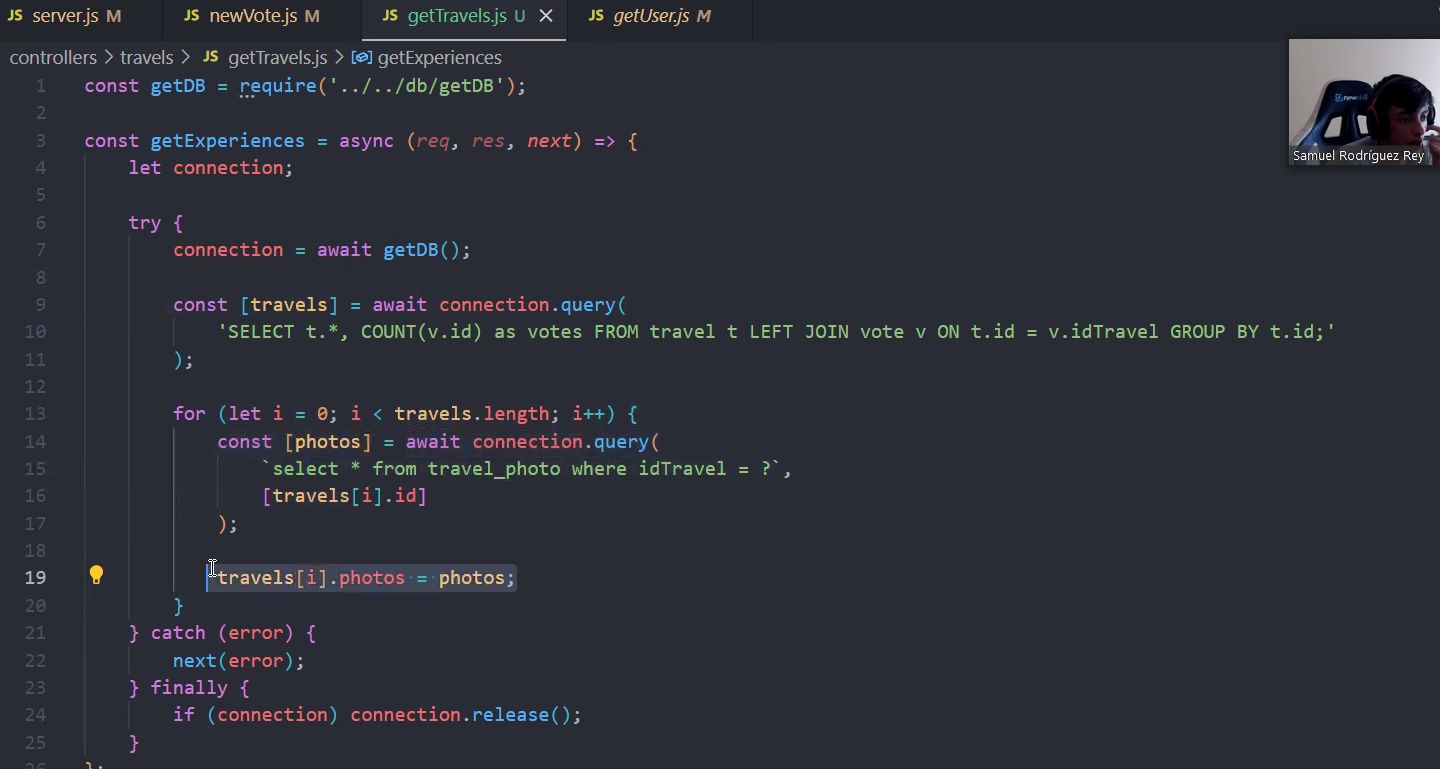 JS server.js M JS newVote.js M JS getTravels.js U × JS getUser.js M
controllers > travels > JS getTravels.js > getExperiences
1 const getDB = require('../../db/getDB');
2
3 const getExperiences = async (req, res, next) => {
4 let connection;
5
6 try {
7 connection = await getDB();
8
9 const [travels] = await connection.query(
10 'SELECT t.*, COUNT(v.id) as votes FROM travel t LEFT JOIN vote v ON t.id = v.idTravel GROUP BY t.id;'
11 );
12
13 for (let i = 0; i < travels.length; i++) {
14 const [photos] = await connection.query(
15 `select * from travel_photo where idTravel = ?`,
16 [travels[i].id]
17 );
18
19 travels[i].photos = photos;
20 }
21 } catch (error) {
22 next(error);
23 } finally {
24 if (connection) connection.release();
25 }
26 };
newskill
Samuel Rodríguez Rey